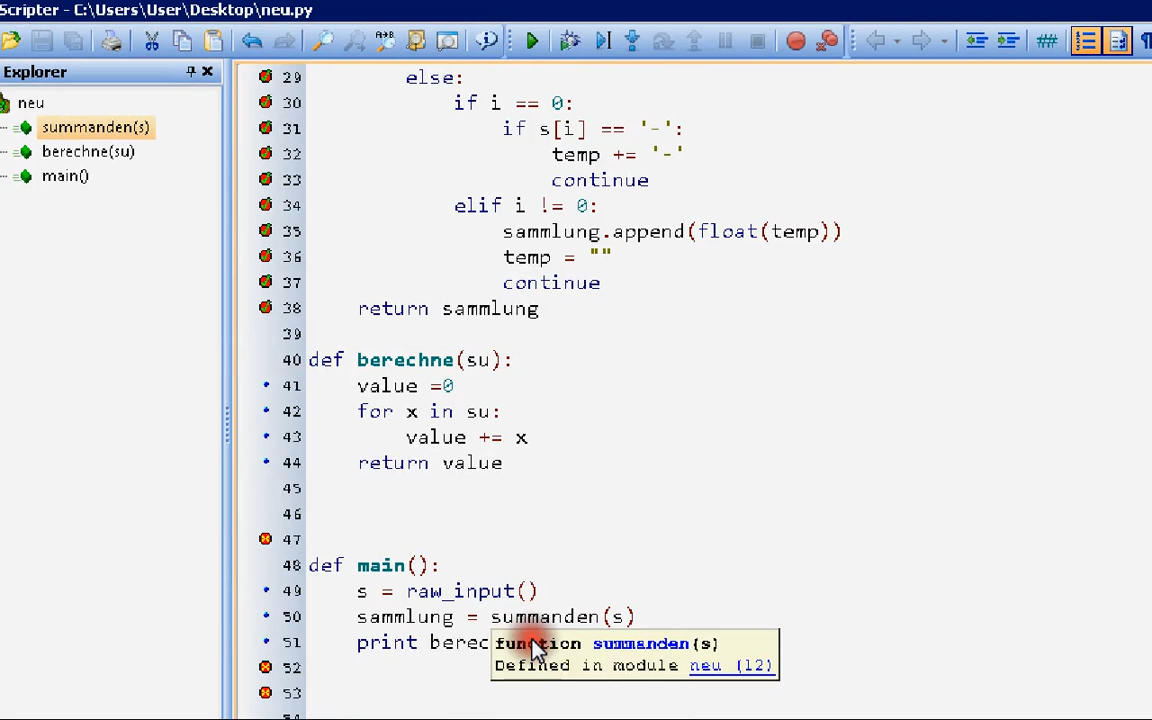 Scripter - C:\Users\User\Desktop\neu.py
Explorer
neu
summanden(s)
berechne(su)
main()
29 else:
30 if i == 0:
31 if s[i] == '-':
32 temp += '-'
33 continue
34 elif i != 0:
35 sammlung.append(float(temp))
36 temp = ""
37 continue
38 return sammlung
39
40 def berechne(su):
41 value =0
42 for x in su:
43 value += x
44 return value
45
46
47
48 def main():
49 s = raw_input()
50 sammlung = summanden(s)
51 print berec
function summanden(s)
Defined in module neu (12)
52
53
54